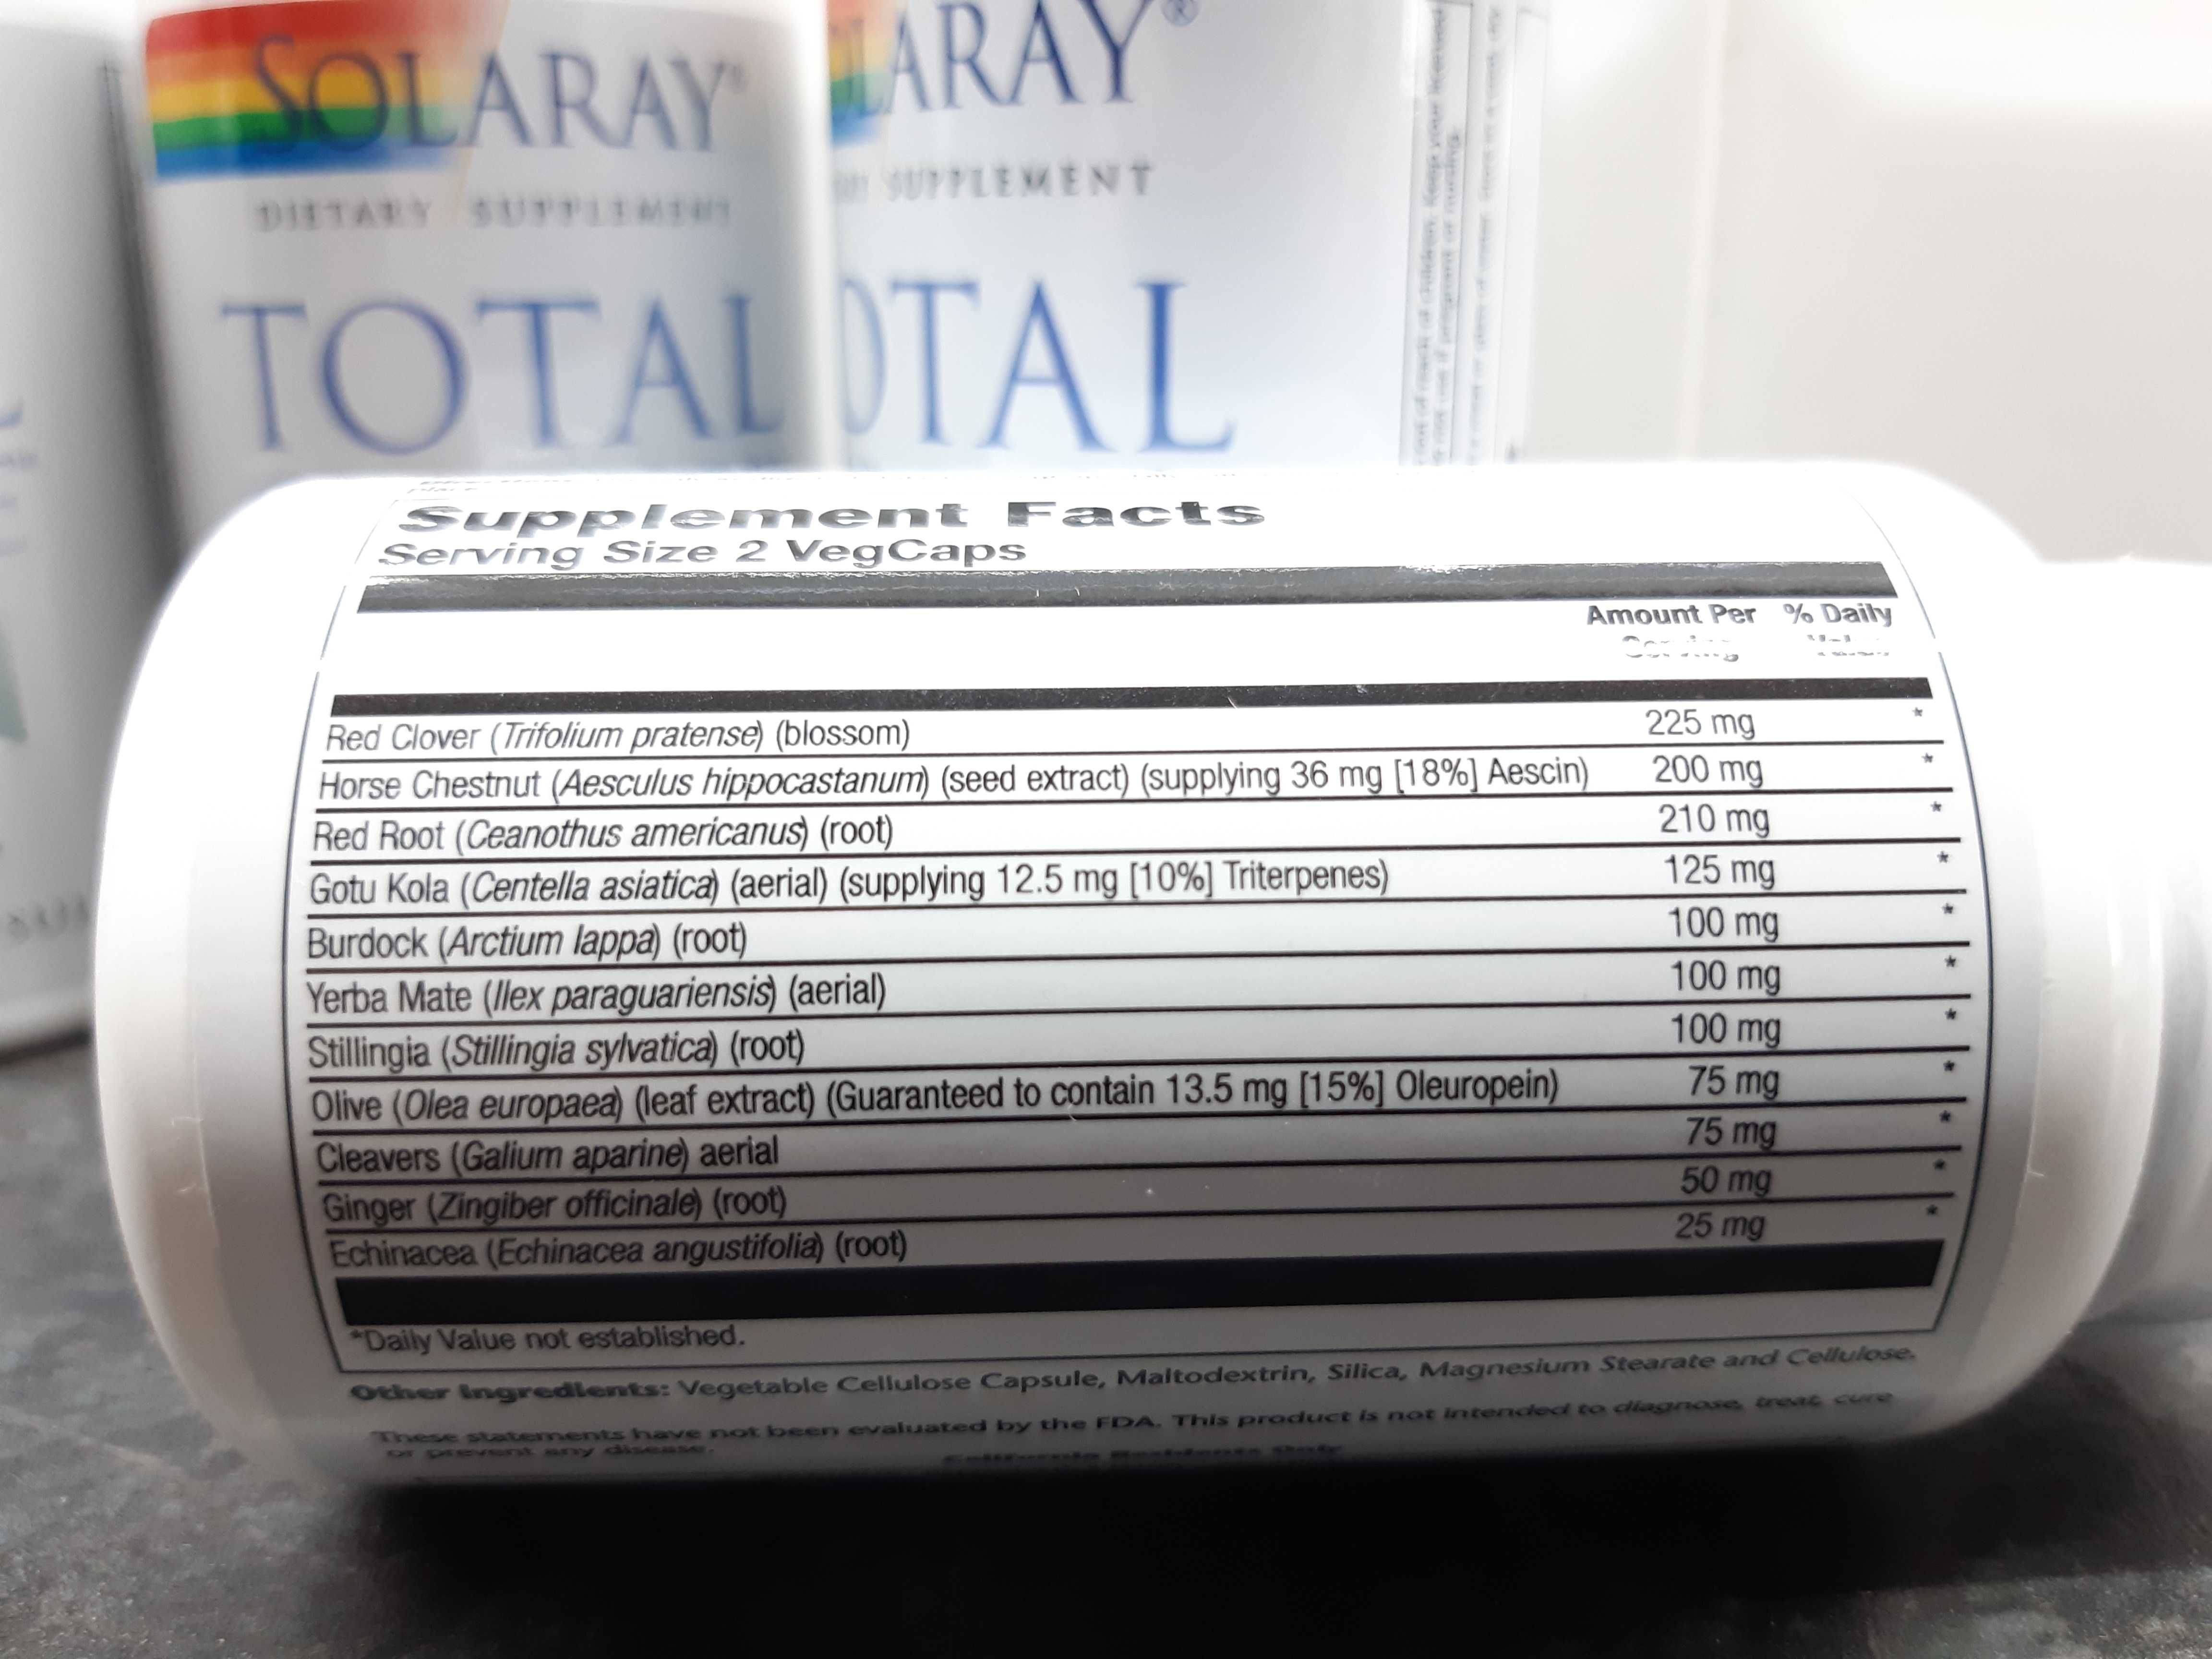 SOLARAY®
DIETARY SUPPLEMENT
TOTAL
LARAY®
SUPPLEMENT
OTAL
Supplement Facts
Serving Size 2 VegCaps
Amount Per % Daily
Serving Value
Red Clover (Trifolium pratense) (blossom) 225 mg *
Horse Chestnut (Aesculus hippocastanum) (seed extract) (supplying 36 mg [18%] Aescin) 200 mg *
Red Root (Ceanothus americanus) (root) 210 mg *
Gotu Kola (Centella asiatica) (aerial) (supplying 12.5 mg [10%] Triterpenes) 125 mg *
Burdock (Arctium lappa) (root) 100 mg *
Yerba Mate (Ilex paraguariensis) (aerial) 100 mg *
Stillingia (Stillingia sylvatica) (root) 100 mg *
Olive (Olea europaea) (leaf extract) (Guaranteed to contain 13.5 mg [15%] Oleuropein) 75 mg *
Cleavers (Galium aparine) aerial 75 mg *
Ginger (Zingiber officinale) (root) 50 mg *
Echinacea (Echinacea angustifolia) (root) 25 mg *
*Daily Value not established.
Other Ingredients: Vegetable Cellulose Capsule, Maltodextrin, Silica, Magnesium Stearate and Cellulose.
These statements have not been evaluated by the FDA. This product is not intended to diagnose, treat, cure
or prevent any disease.
California Residents Only